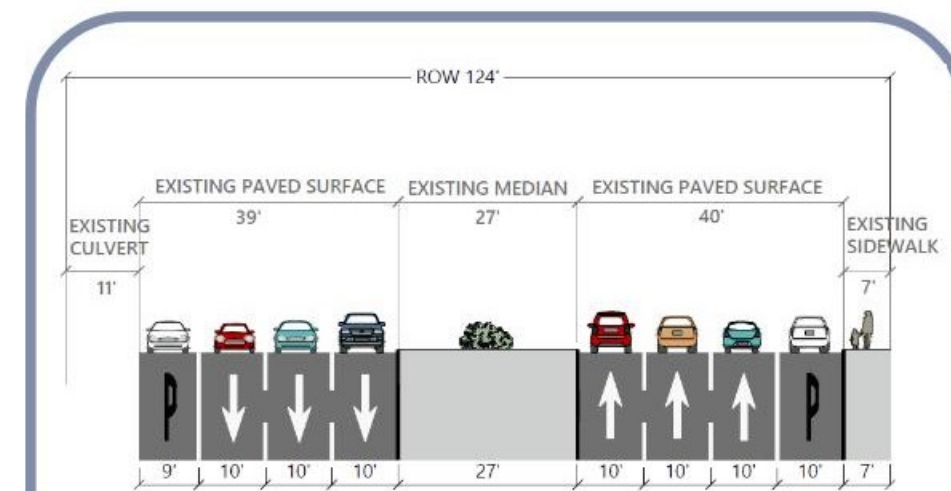 ROW 124'
EXISTING PAVED SURFACE
39'
EXISTING MEDIAN
27'
EXISTING PAVED SURFACE
40'
EXISTING
CULVERT
11'
EXISTING
SIDEWALK
7'
P
P
9' 10' 10' 10' 27' 10' 10' 10' 10' 7'